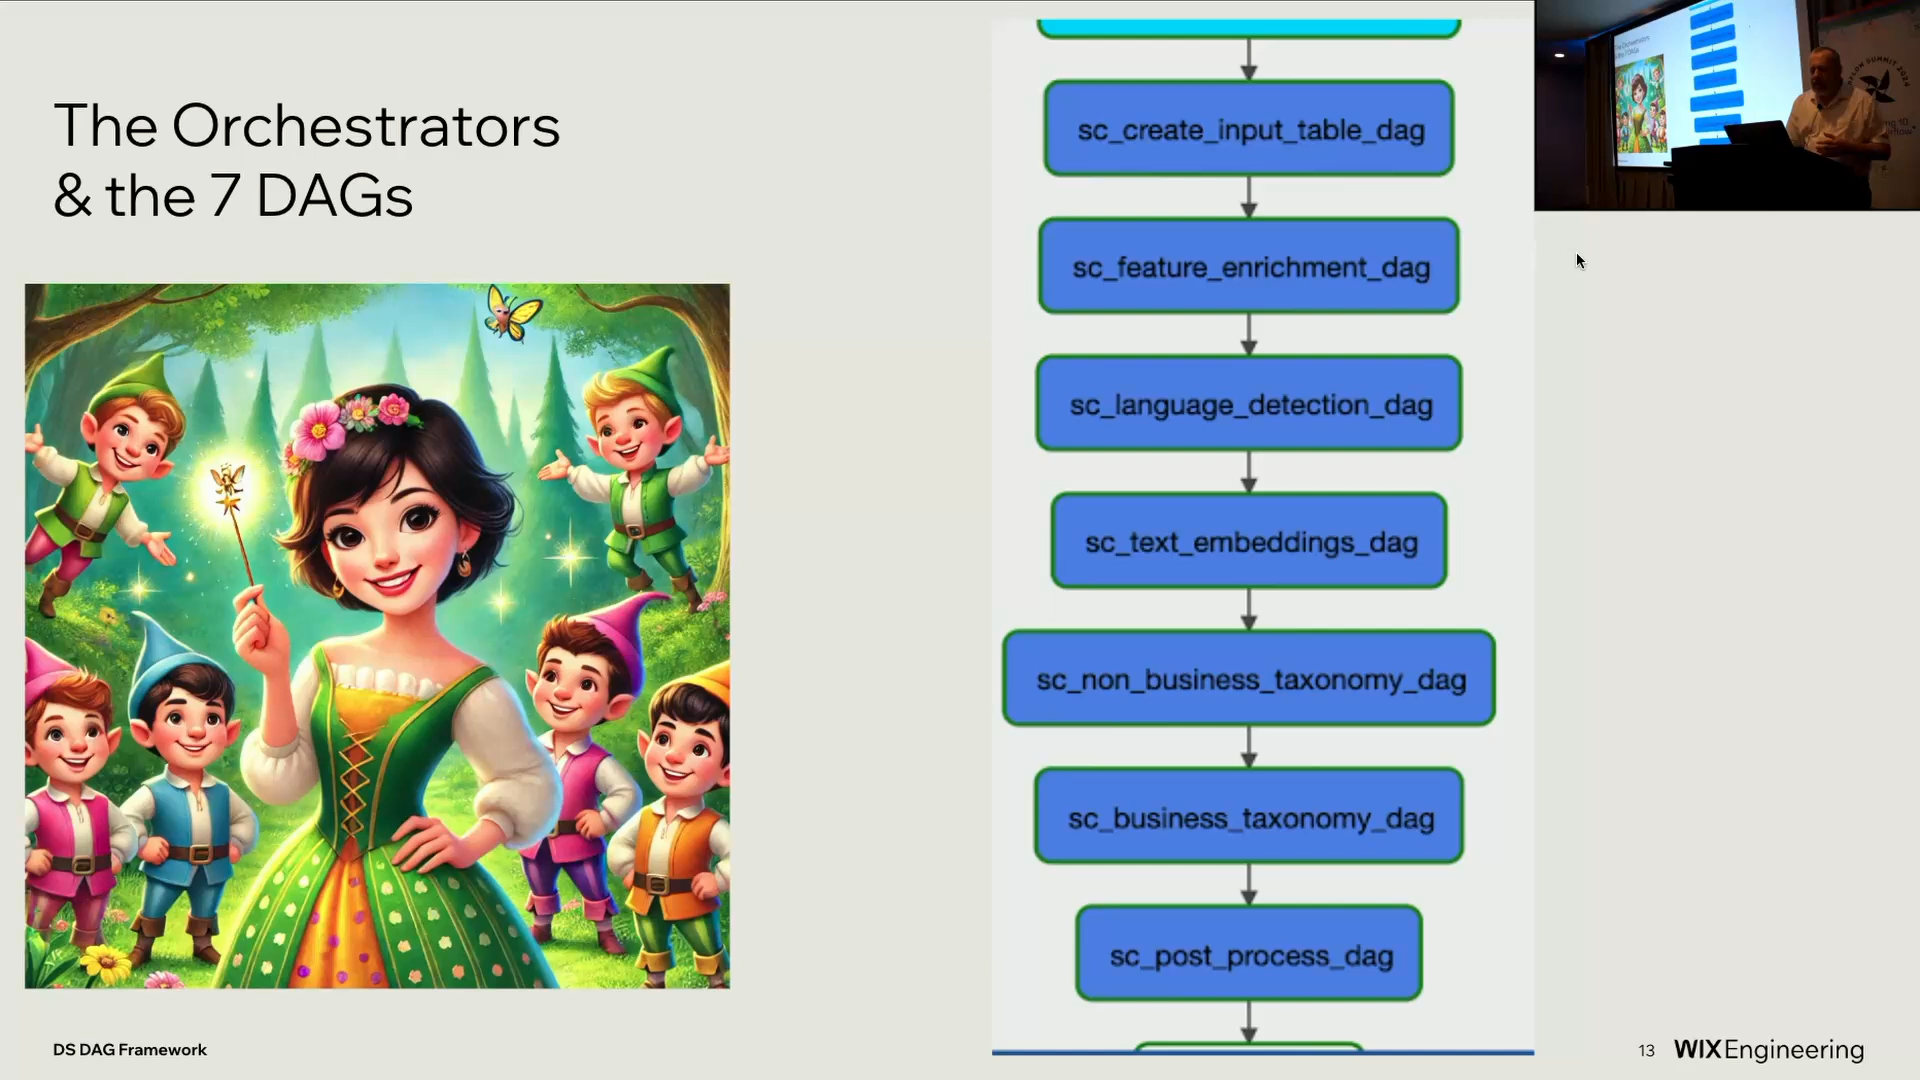 The Orchestrators
& the 7 DAGs
sc_create_input_table_dag
sc_feature_enrichment_dag
sc_language_detection_dag
sc_text_embeddings_dag
sc_non_business_taxonomy_dag
sc_business_taxonomy_dag
sc_post_process_dag
DS DAG Framework
13
WIX Engineering